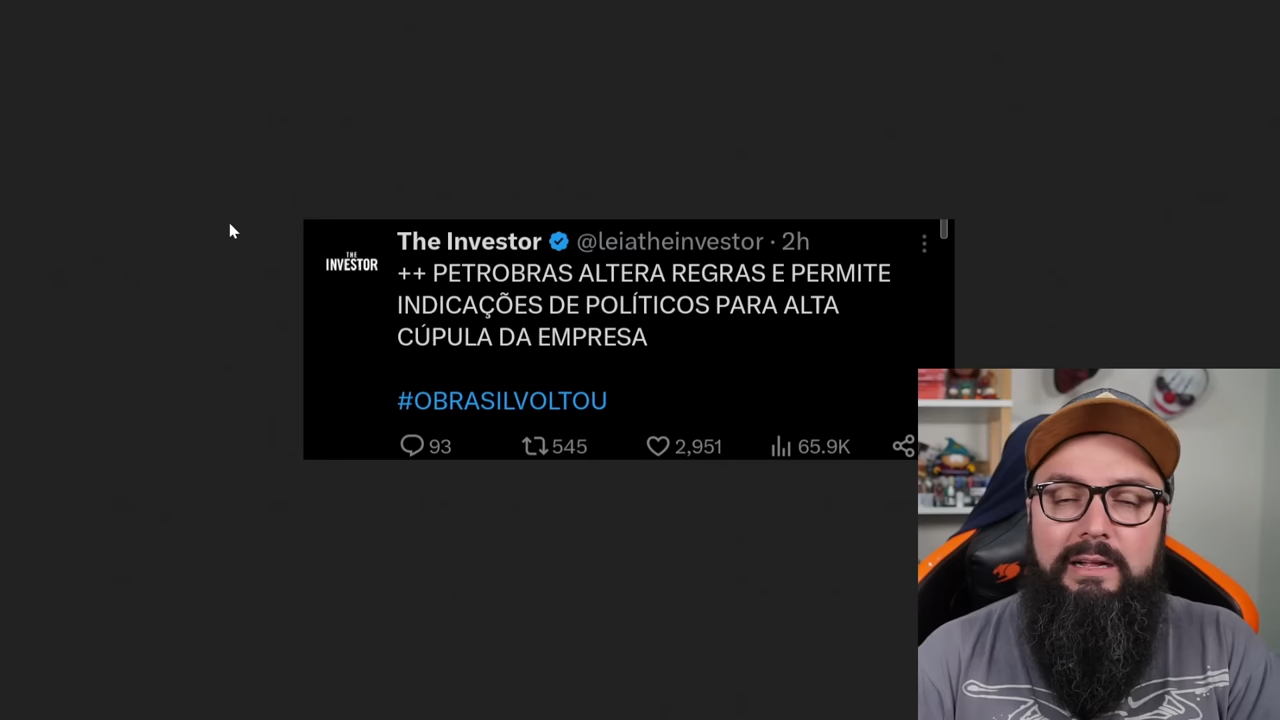 The Investor @leiatheinvestor · 2h
THE
INVESTOR
++ PETROBRAS ALTERA REGRAS E PERMITE
INDICAÇÕES DE POLÍTICOS PARA ALTA
CÚPULA DA EMPRESA
#OBRASILVOLTOU
93 545 2,951 65.9K